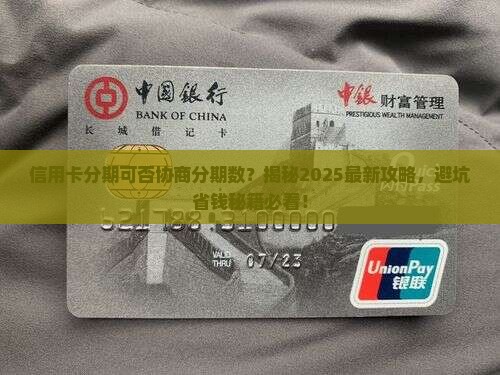 中國銀行
BANK OF CHINA
长城借记卡
中银财富管理
PRESTIGIOUS WEALTH MANAGEMENT
信用卡分期可否协商分期数？揭秘2025最新攻略，避坑
省钱秘籍必看！
VALID
THRU
07/23
UnionPay
银联